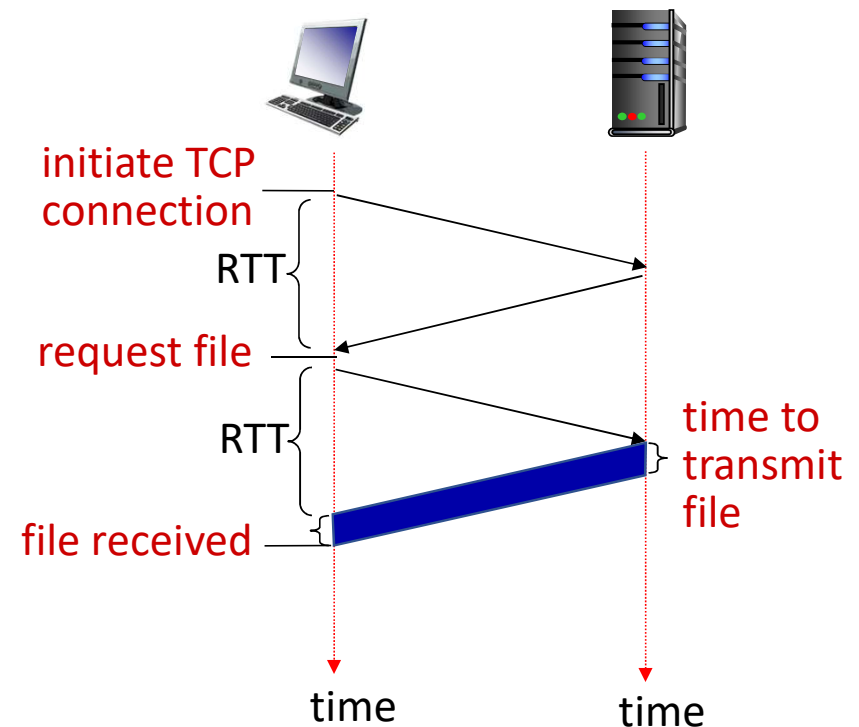 initiate TCP
connection
RTT
request file
RTT
time to
transmit
file
file received
time
time